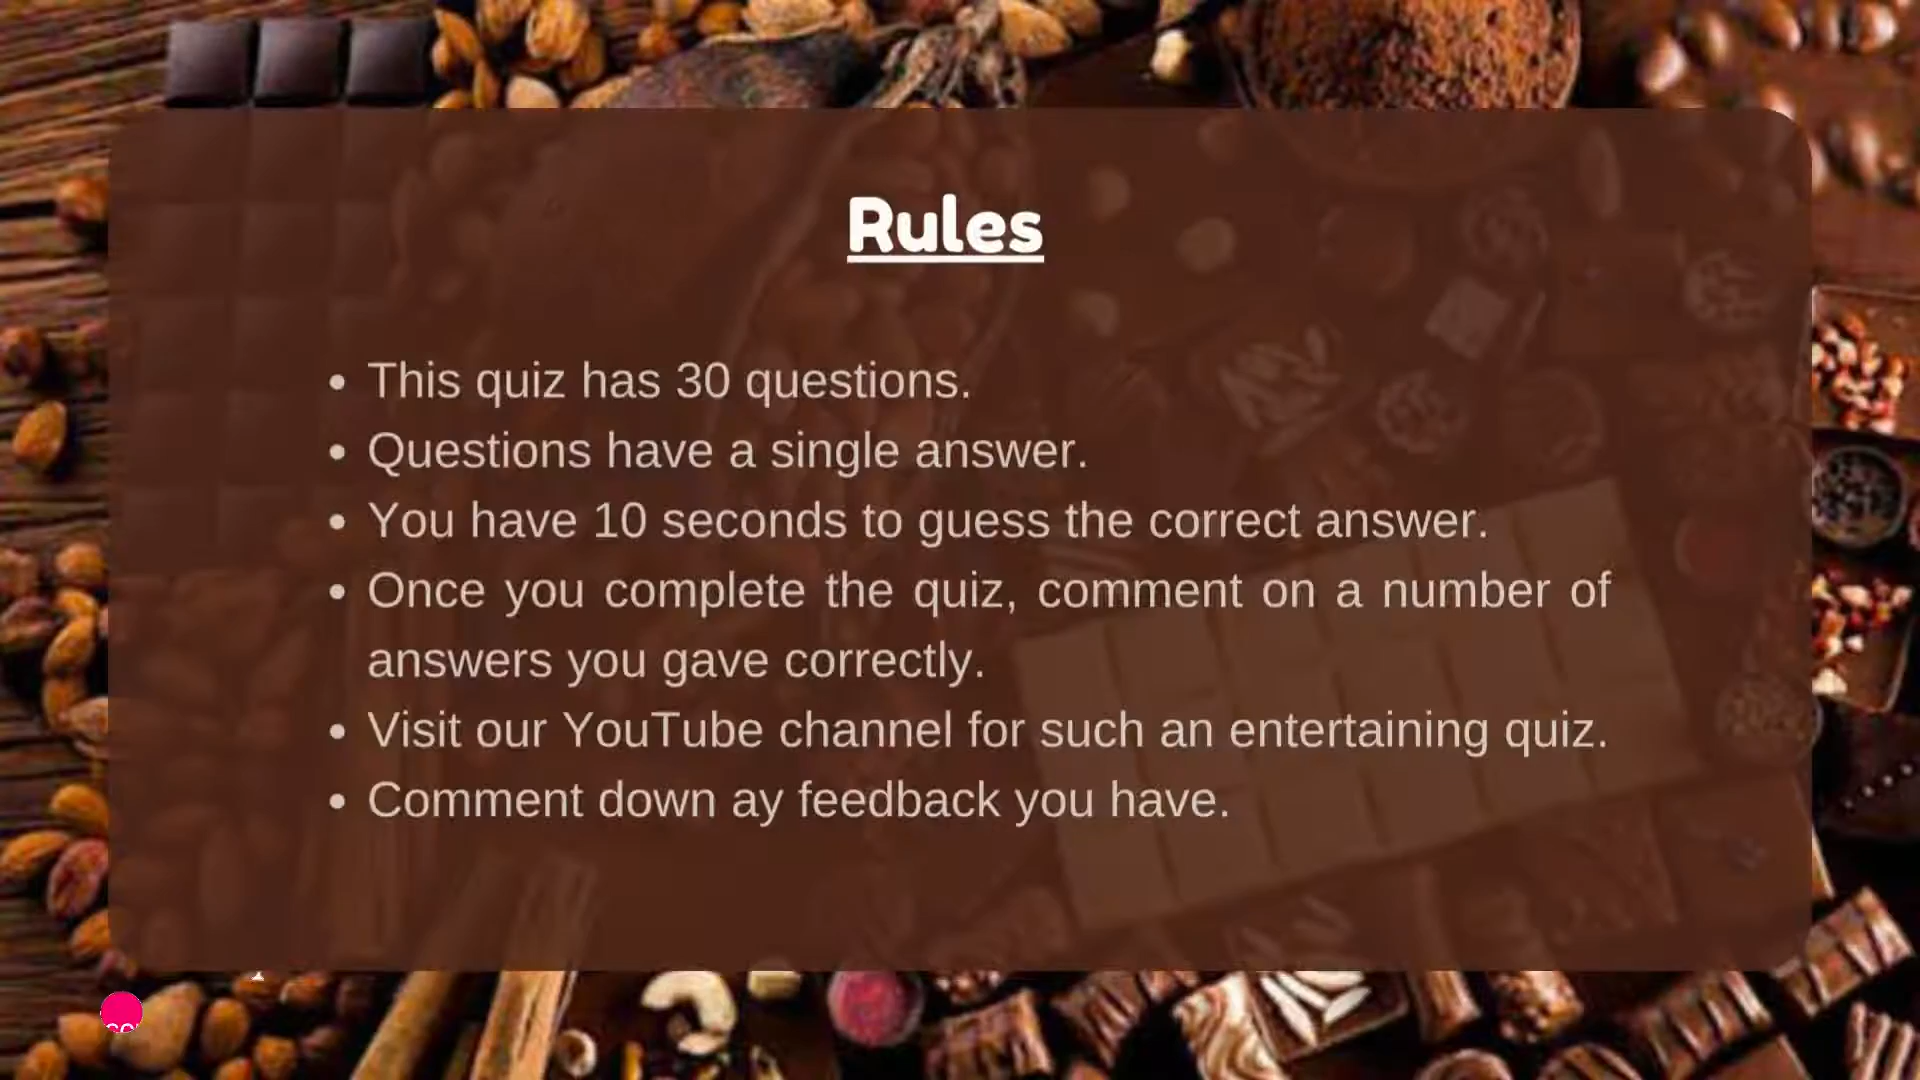 Rules
• This quiz has 30 questions.
• Questions have a single answer.
• You have 10 seconds to guess the correct answer.
• Once you complete the quiz, comment on a number of
answers you gave correctly.
• Visit our YouTube channel for such an entertaining quiz.
• Comment down ay feedback you have.